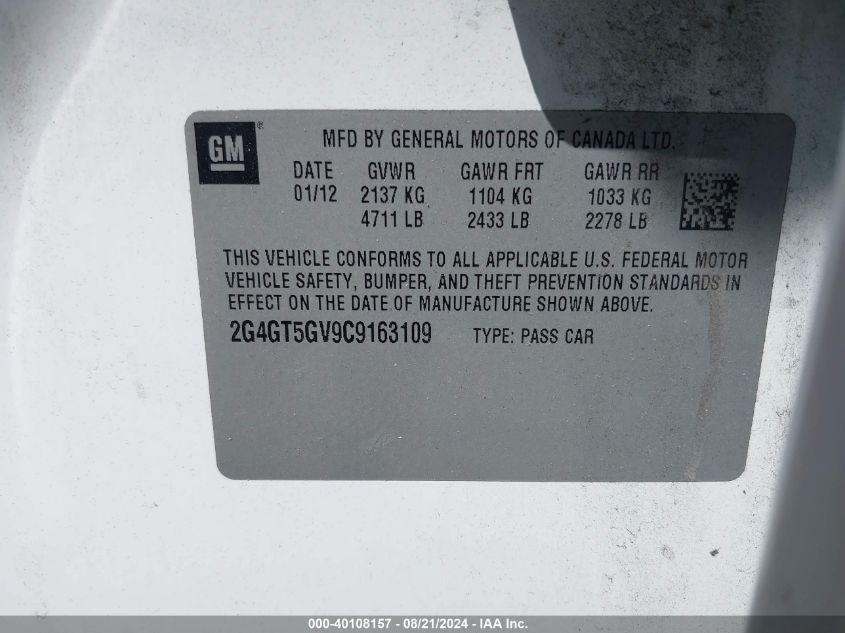 GM ®
MFD BY GENERAL MOTORS OF CANADA LTD.
DATE GVWR GAWR FRT GAWR RR
01/12 2137 KG 1104 KG 1033 KG
4711 LB 2433 LB 2278 LB
THIS VEHICLE CONFORMS TO ALL APPLICABLE U.S. FEDERAL MOTOR
VEHICLE SAFETY, BUMPER, AND THEFT PREVENTION STANDARDS IN
EFFECT ON THE DATE OF MANUFACTURE SHOWN ABOVE.
2G4GT5GV9C9163109 TYPE: PASS CAR
000-40108157 - 08/21/2024 - IAA Inc.